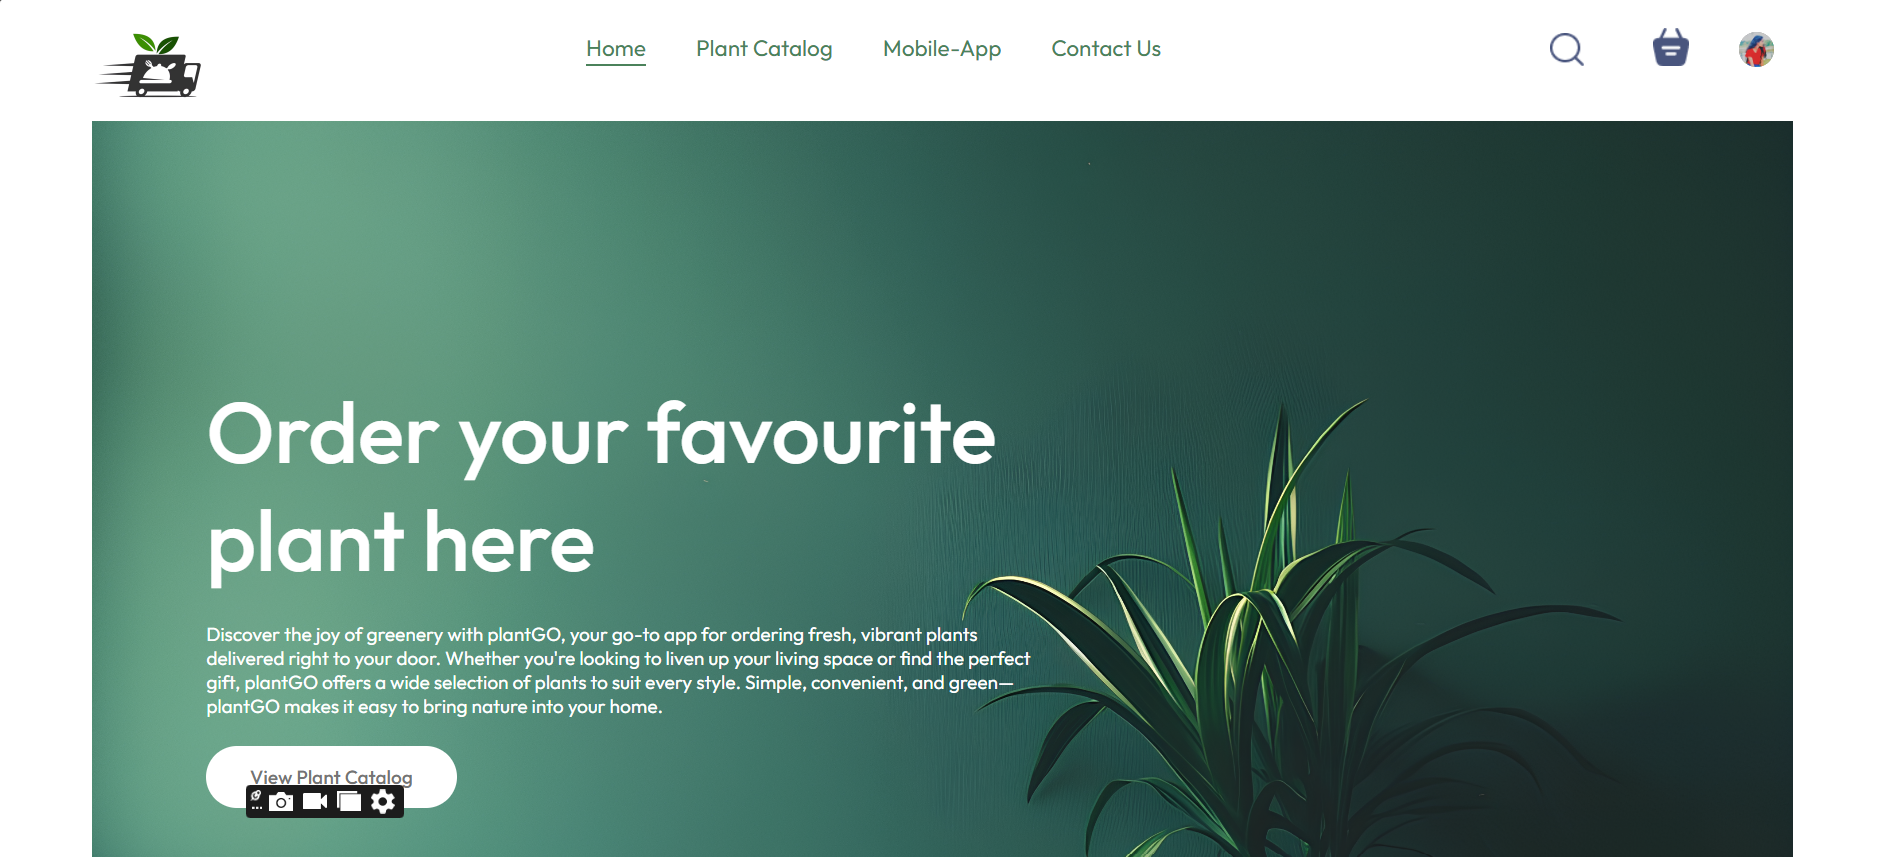 Home
Plant Catalog
Mobile-App
Contact Us
Order your favourite
plant here
Discover the joy of greenery with plantGO, your go-to app for ordering fresh, vibrant plants
delivered right to your door. Whether you're looking to liven up your living space or find the perfect
gift, plantGO offers a wide selection of plants to suit every style. Simple, convenient, and green—
plantGO makes it easy to bring nature into your home.
View Plant Catalog